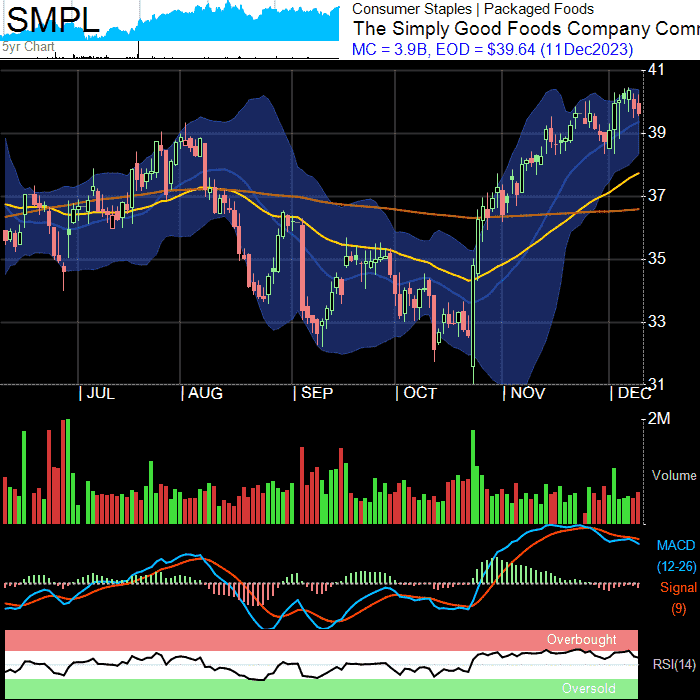 SMPL
5yr Chart
Consumer Staples | Packaged Foods
The Simply Good Foods Company Com
MC = 3.9B, EOD = $39.64 (11Dec2023)
41
39
37
35
33
31
JUL AUG SEP OCT NOV DEC
2M
Volume
MACD
(12-26)
Signal
(9)
Overbought
RSI(14)
Oversold